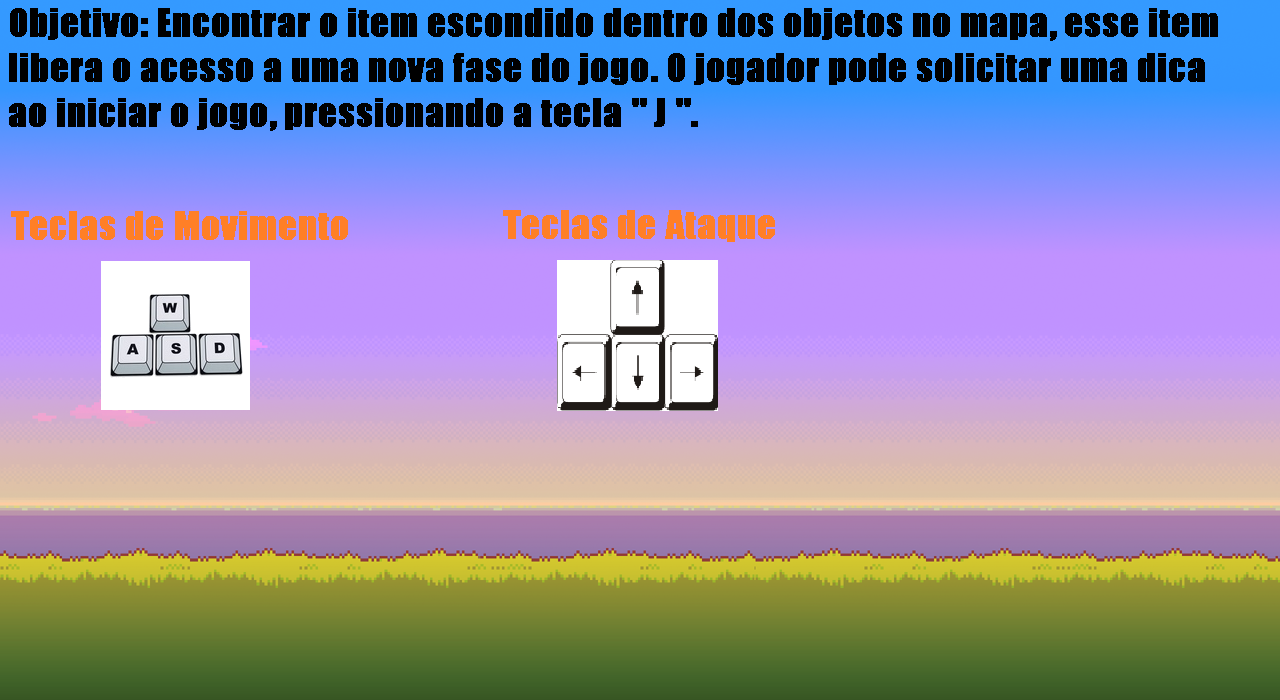 Objetivo: Encontrar o item escondido dentro dos objetos no mapa, esse item
libera o acesso a uma nova fase do jogo. O jogador pode solicitar uma dica
ao iniciar o jogo, pressionando a tecla " J ".
Teclas de Movimento
Teclas de Ataque
W
A S D